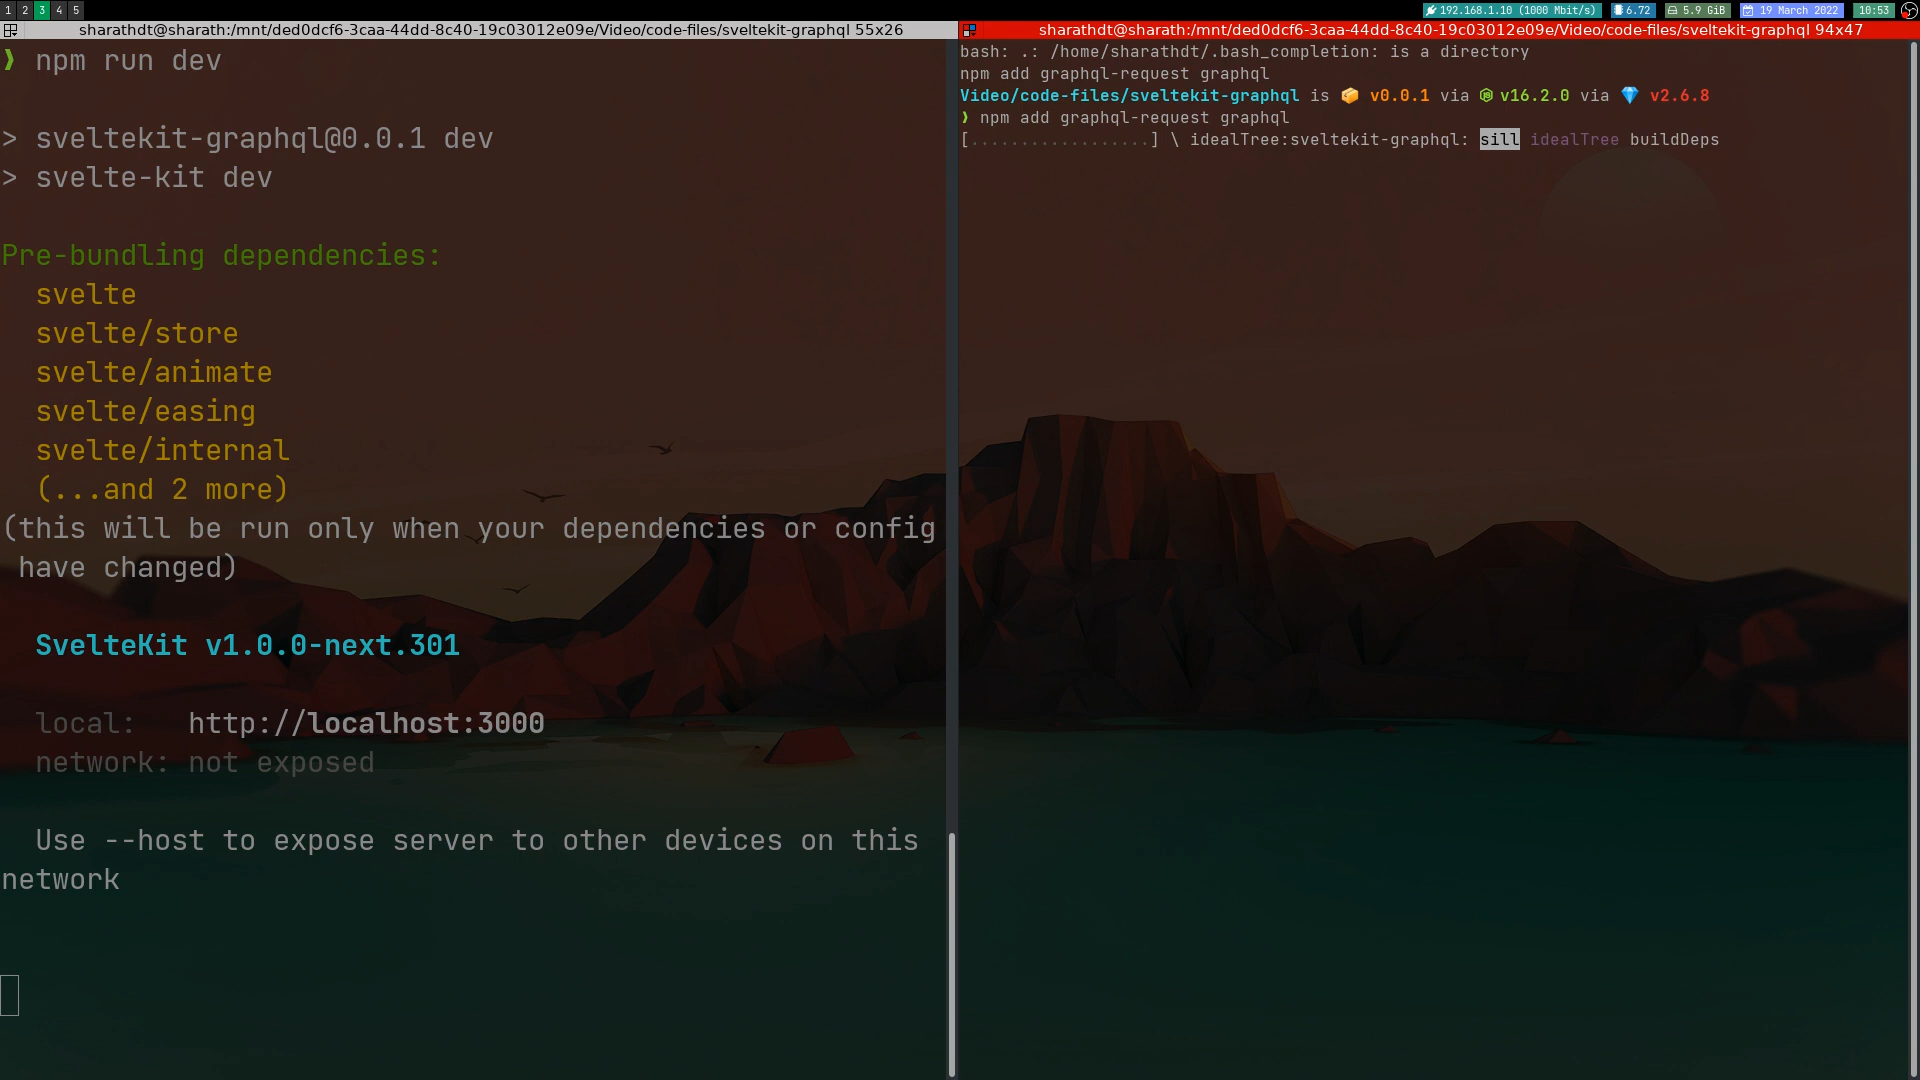 1 2 3 4 5
192.168.1.10 (1000 Mbit/s) 6.72 5.9 GiB 19 March 2022 10:53
sharathdt@sharath:/mnt/ded0dcf6-3caa-44dd-8c40-19c03012e09e/Video/code-files/sveltekit-graphql 55x26
❱ npm run dev
> sveltekit-graphql@0.0.1 dev
> svelte-kit dev
Pre-bundling dependencies:
svelte
svelte/store
svelte/animate
svelte/easing
svelte/internal
(...and 2 more)
(this will be run only when your dependencies or config
have changed)
SvelteKit v1.0.0-next.301
local: http://localhost:3000
network: not exposed
Use --host to expose server to other devices on this
network
sharathdt@sharath:/mnt/ded0dcf6-3caa-44dd-8c40-19c03012e09e/Video/code-files/sveltekit-graphql 94x47
bash: .: /home/sharathdt/.bash_completion: is a directory
npm add graphql-request graphql
Video/code-files/sveltekit-graphql is 📦 v0.0.1 via v16.2.0 via 💎 v2.6.8
❱ npm add graphql-request graphql
[..................] \ idealTree:sveltekit-graphql: sill idealTree buildDeps